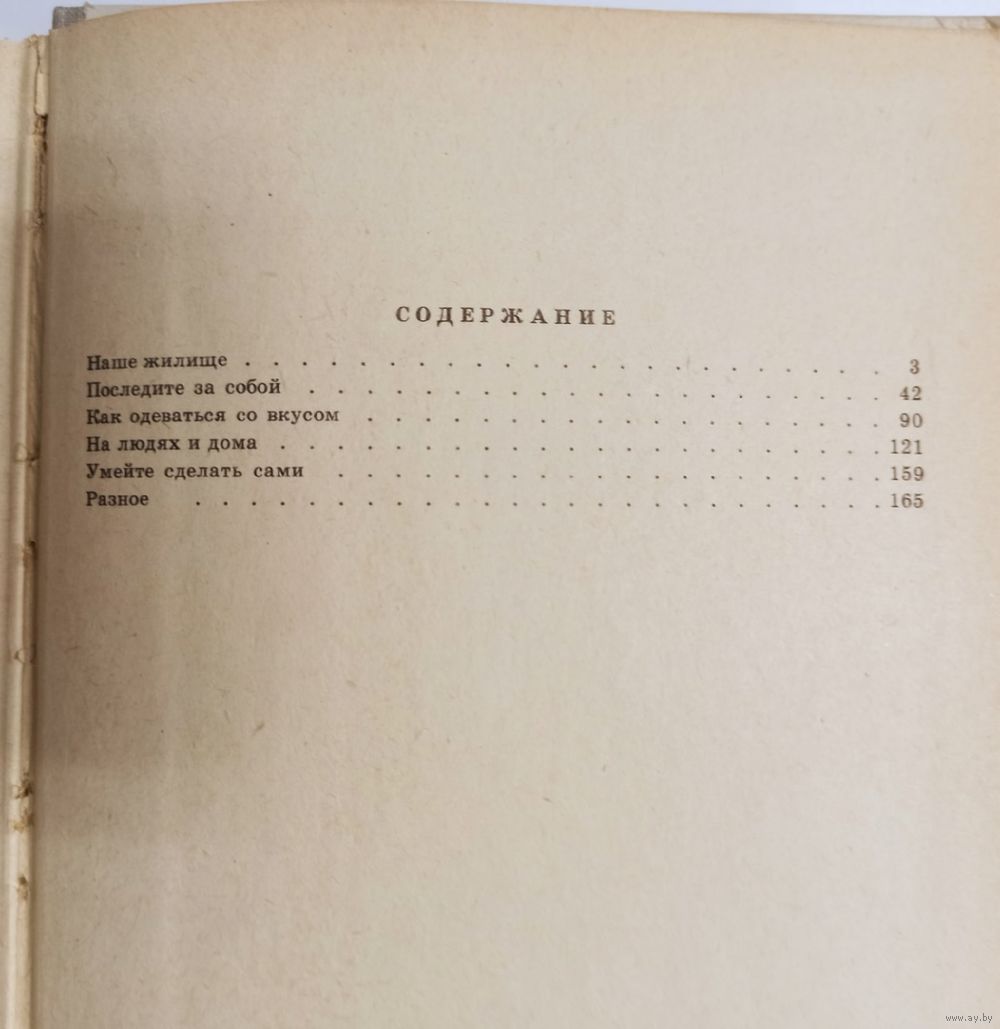 СОДЕРЖАНИЕ
Наше жилище . . . . . . . . . . . . . . . . . . . . . . . 3
Последите за собой . . . . . . . . . . . . . . . . . . . . 42
Как одеваться со вкусом . . . . . . . . . . . . . . . . . . 90
На людях и дома . . . . . . . . . . . . . . . . . . . . . 121
Умейте сделать сами . . . . . . . . . . . . . . . . . . . 159
Разное . . . . . . . . . . . . . . . . . . . . . . . . 165
www.ay.by